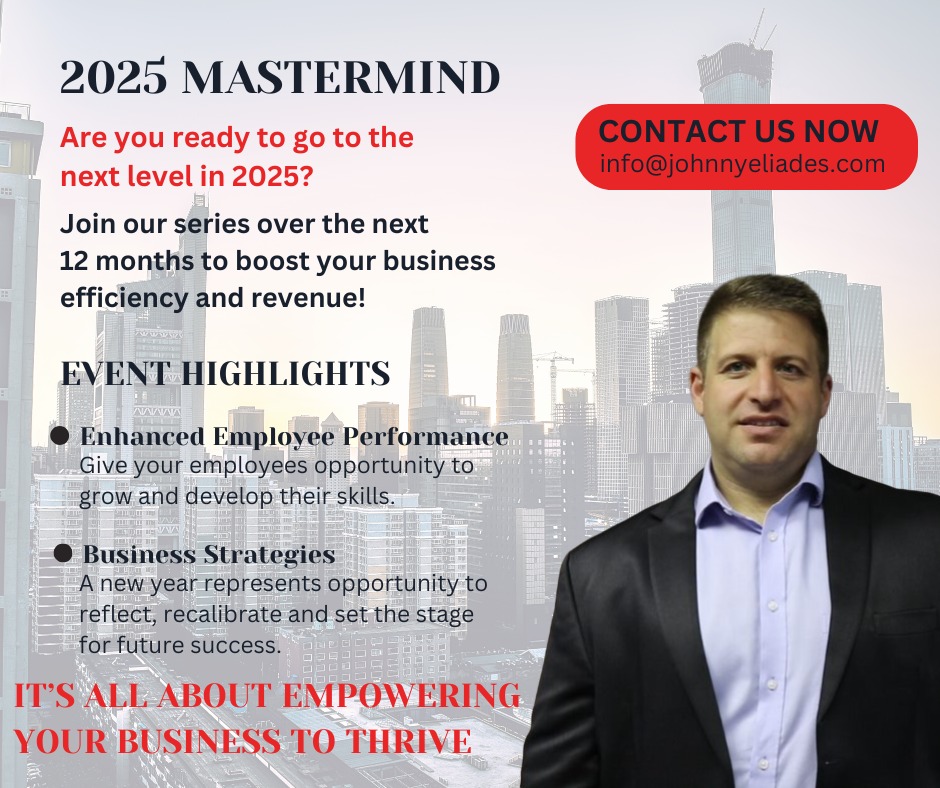 2025 MASTERMIND
Are you ready to go to the
next level in 2025?
Join our series over the next
12 months to boost your business
efficiency and revenue!
CONTACT US NOW
info@johnnyeliades.com
EVENT HIGHLIGHTS
● Enhanced Employee Performance
Give your employees opportunity to
grow and develop their skills.
● Business Strategies
A new year represents opportunity to
reflect, recalibrate and set the stage
for future success.
IT’S ALL ABOUT EMPOWERING
YOUR BUSINESS TO THRIVE